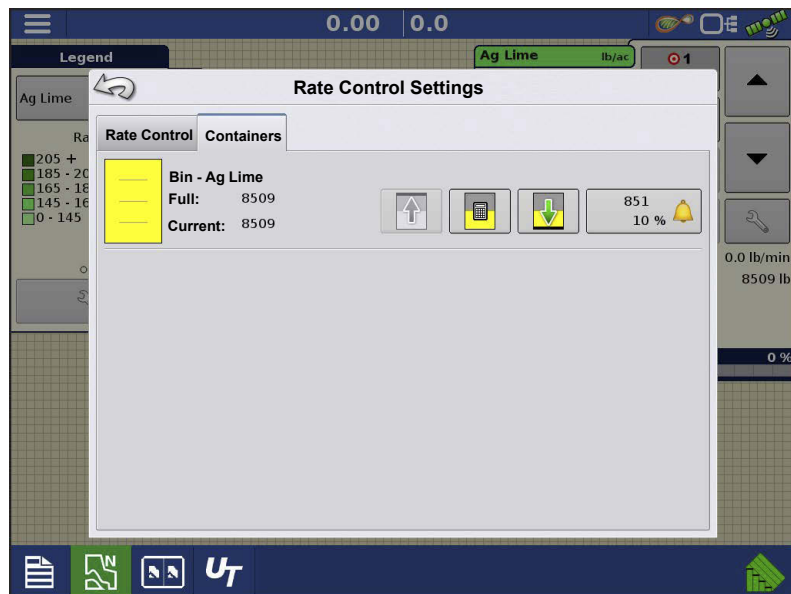 0.00 0.0
Legend
Ag Lime lb/ac
1
Ag Lime
Rate Control Settings
Rate Control Containers
Ra
205 +
185 - 20
165 - 18
145 - 16
0 - 145
Bin - Ag Lime
Full: 8509
Current: 8509
851
10 %
0.0 lb/min
8509 lb
0 %
N
UT